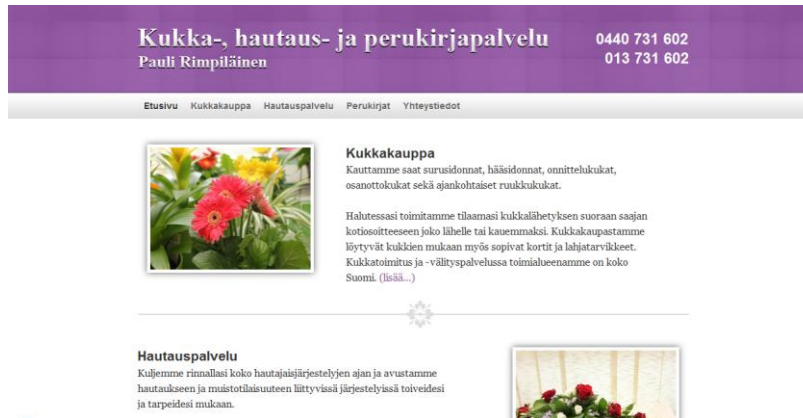 Kukka-, hautaus- ja perukirjapalvelu
Pauli Rimpiläinen
0440 731 602
013 731 602
Etusivu Kukkakauppa Hautauspalvelu Perukirjat Yhteystiedot
Kukkakauppa
Kauttamme saat surusidonnat, hääsidonnat, onnittelukukat,
osanottokukat sekä ajankohtaiset ruukkukukat.
Halutessasi toimitamme tilaamasi kukkalähetyksen suoraan saajan
kotiosoitteeseen joko lähelle tai kauemmaksi. Kukkakaupastamme
löytyvät kukkien mukaan myös sopivat kortit ja lahjatarvikkeet.
Kukkatoimitus ja -välityspalvelussa toimialueenamme on koko
Suomi. (lisää...)
Hautauspalvelu
Kuljemme rinnallasi koko hautajaisjärjestelyjen ajan ja avustamme
hautaukseen ja muistotilaisuuteen liittyvissä järjestelyissä toiveidesi
ja tarpeidesi mukaan.